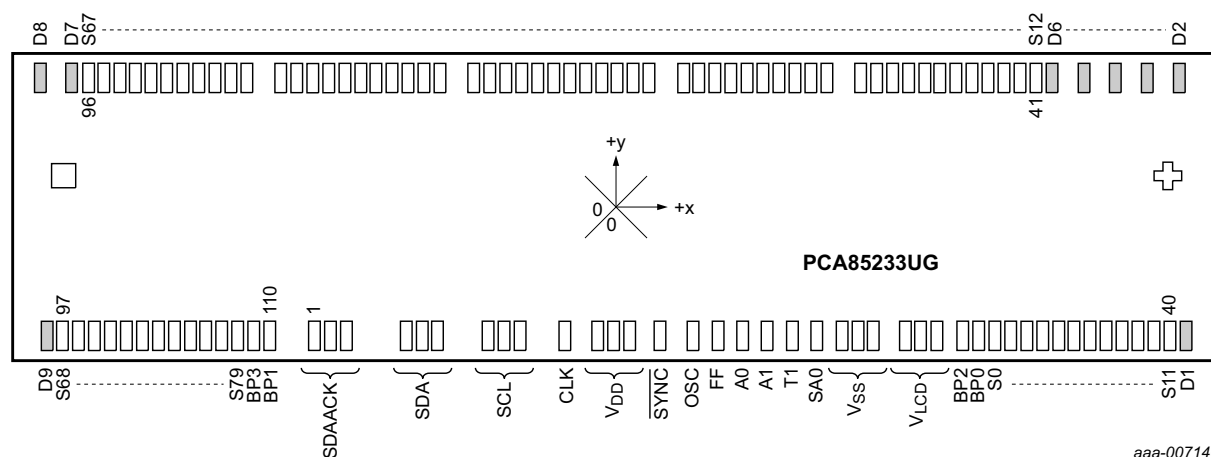 D8 D7 S67 S12 D6 D2
96 41
+y
0 +x
0
PCA85233UG
97 110 1 40
D9 S68 S79 BP3 BP1 SDAACK SDA SCL CLK VDD SYNC OSC FF A0 A1 T1 SA0 VSS VLCD BP2 BP0 S0 S11 D1
aaa-00714